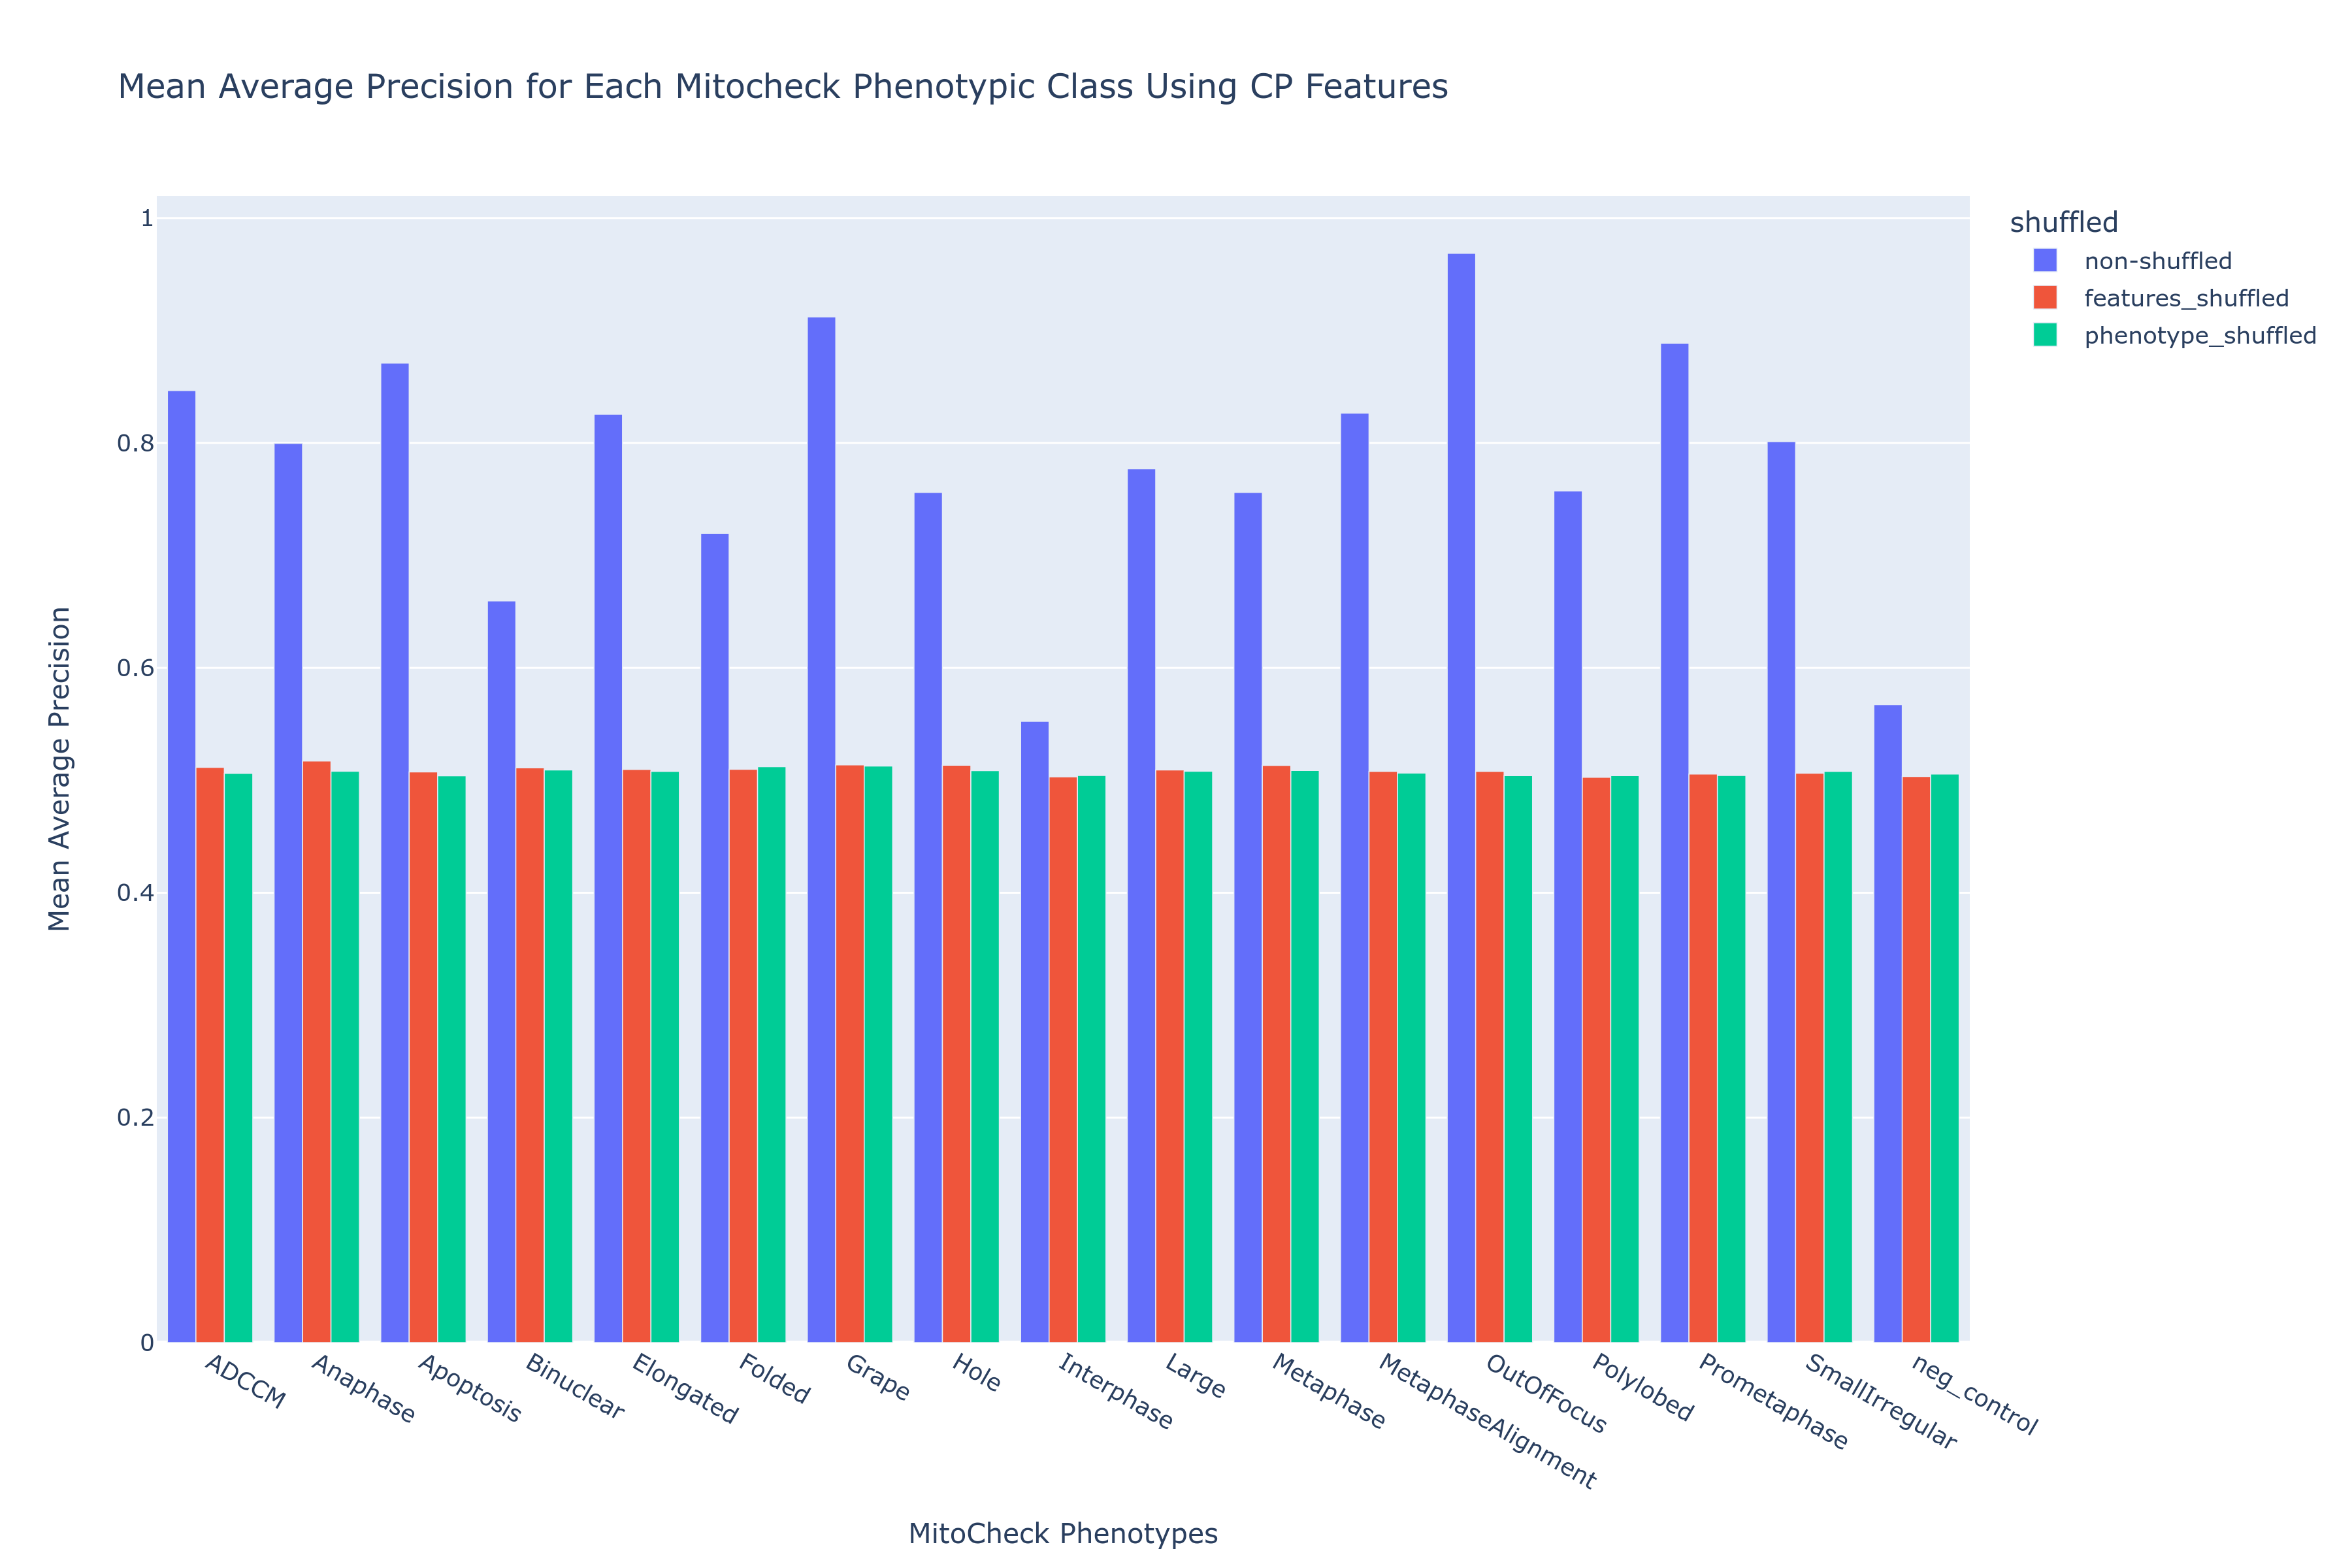 Mean Average Precision for Each Mitocheck Phenotypic Class Using CP Features
shuffled
non-shuffled
features_shuffled
phenotype_shuffled
Mean Average Precision
1
0.8
0.6
0.4
0.2
0
ADCCM
Anaphase
Apoptosis
Binuclear
Elongated
Folded
Grape
Hole
Interphase
Large
Metaphase
MetaphaseAlignment
OutOfFocus
Polylobed
Prometaphase
SmallIrregular
neg_control
MitoCheck Phenotypes